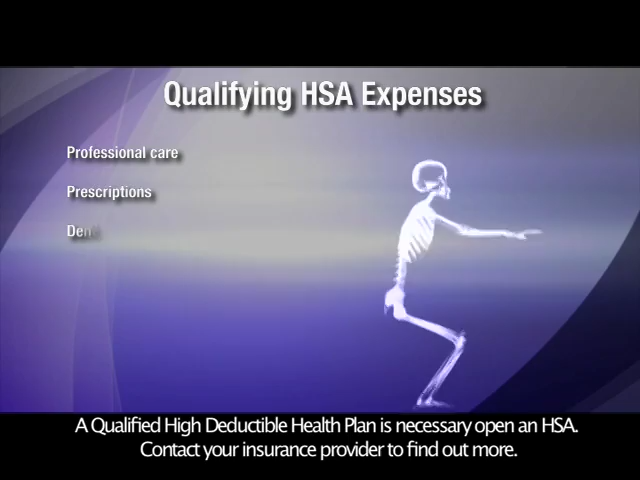 Qualifying HSA Expenses
Professional care
Prescriptions
Den
A Qualified High Deductible Health Plan is necessary open an HSA.
Contact your insurance provider to find out more.